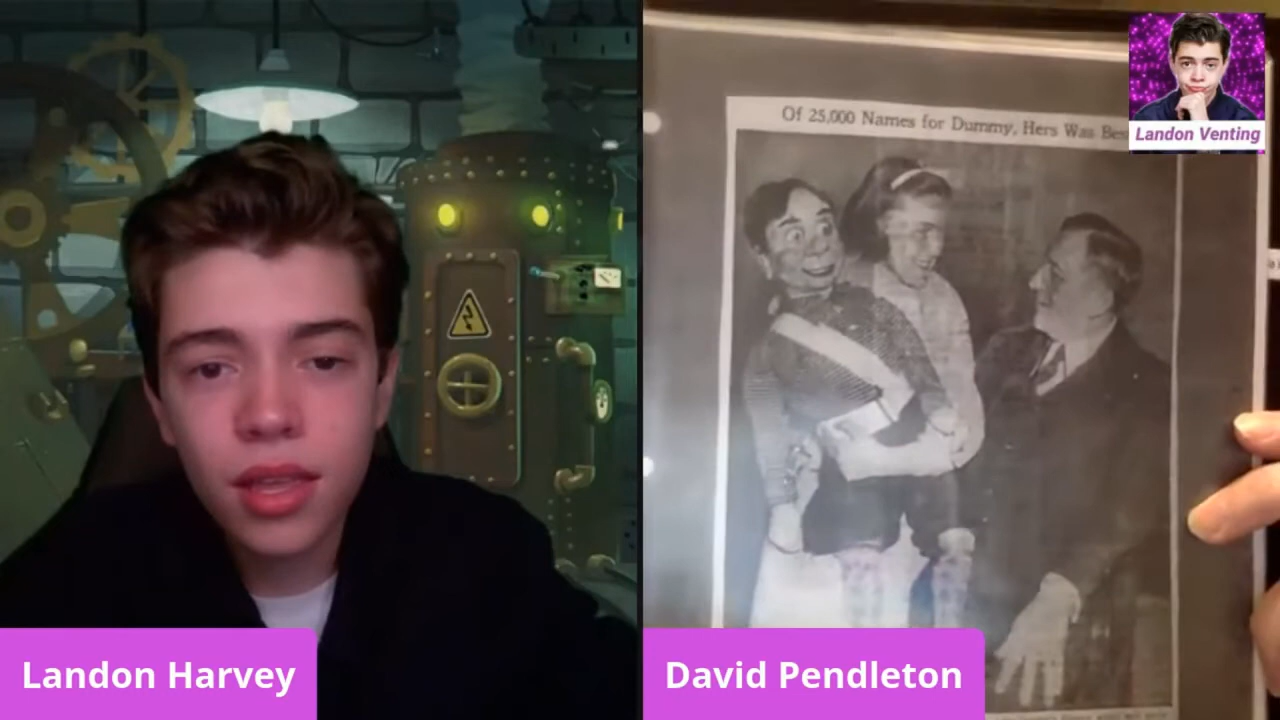 Of 25,000 Names for Dummy, Hers Was
Landon Venting
Landon Harvey
David Pendleton